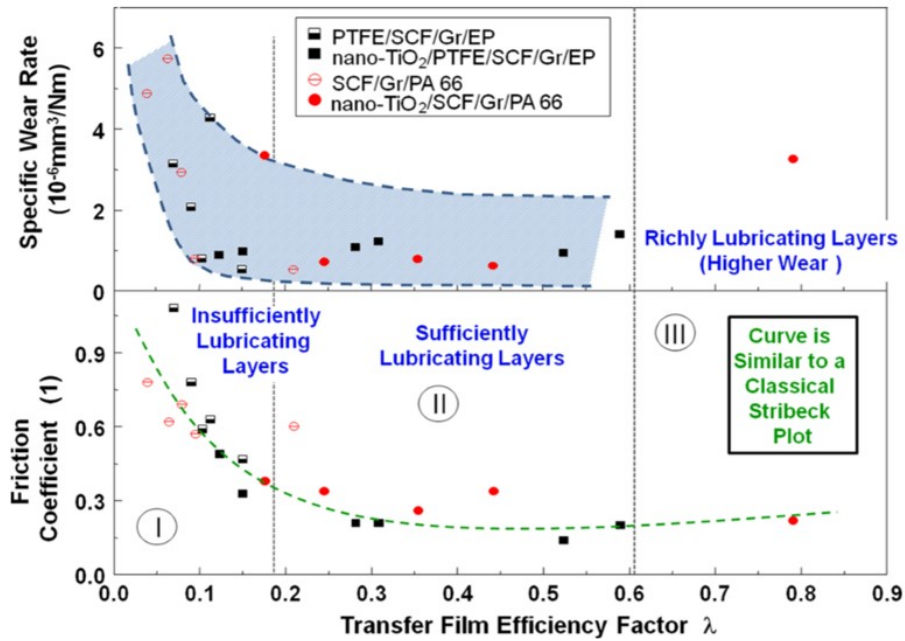 Specific Wear Rate
(10⁻⁶mm³/Nm)
6
4
2
0
PTFE/SCF/Gr/EP
nano-TiO₂/PTFE/SCF/Gr/EP
SCF/Gr/PA 66
nano-TiO₂/SCF/Gr/PA 66
Richly Lubricating Layers
(Higher Wear )
Friction
Coefficient (1)
0.9
0.6
0.3
0.0
Insufficiently
Lubricating
Layers
Sufficiently
Lubricating Layers
I
II
III
Curve is
Similar to a
Classical
Stribeck
Plot
0.0 0.1 0.2 0.3 0.4 0.5 0.6 0.7 0.8 0.9
Transfer Film Efficiency Factor λ